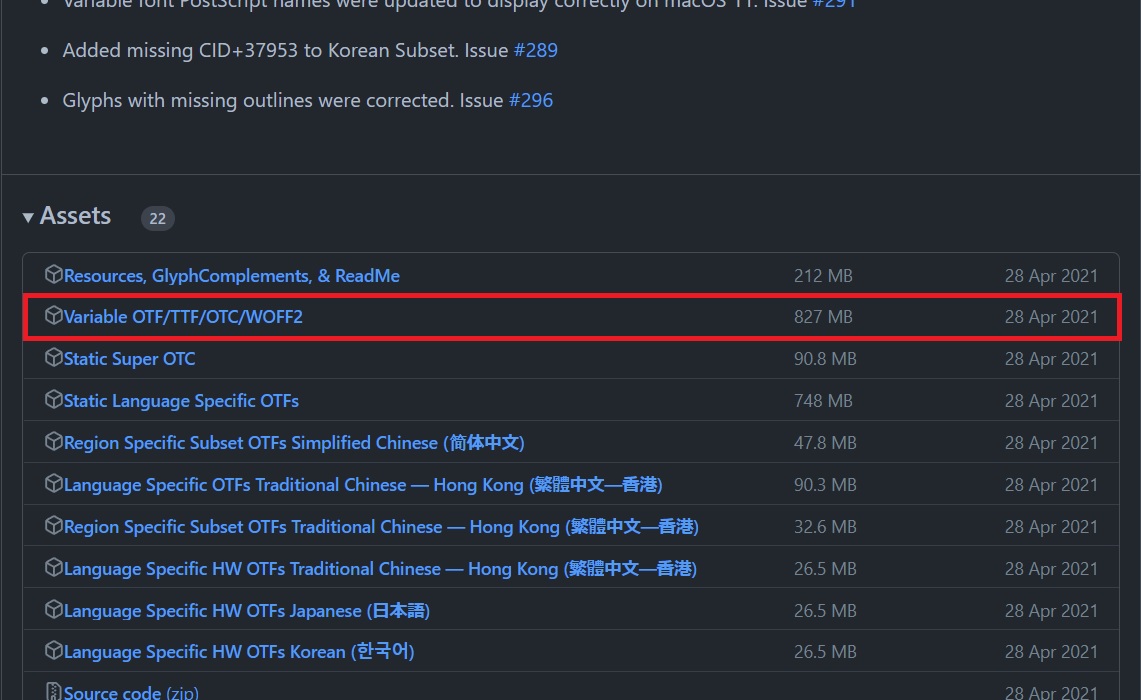 Variable font PostScript names were updated to display correctly on macOS 11. Issue #291
Added missing CID+37953 to Korean Subset. Issue #289
Glyphs with missing outlines were corrected. Issue #296
Assets 22
Resources, GlyphComplements, & ReadMe 212 MB 28 Apr 2021
Variable OTF/TTF/OTC/WOFF2 827 MB 28 Apr 2021
Static Super OTC 90.8 MB 28 Apr 2021
Static Language Specific OTFs 748 MB 28 Apr 2021
Region Specific Subset OTFs Simplified Chinese (简体中文) 47.8 MB 28 Apr 2021
Language Specific OTFs Traditional Chinese — Hong Kong (繁體中文—香港) 90.3 MB 28 Apr 2021
Region Specific Subset OTFs Traditional Chinese — Hong Kong (繁體中文—香港) 32.6 MB 28 Apr 2021
Language Specific HW OTFs Traditional Chinese — Hong Kong (繁體中文—香港) 26.5 MB 28 Apr 2021
Language Specific HW OTFs Japanese (日本語) 26.5 MB 28 Apr 2021
Language Specific HW OTFs Korean (한국어) 26.5 MB 28 Apr 2021
Source code (zip) 28 Apr 2021